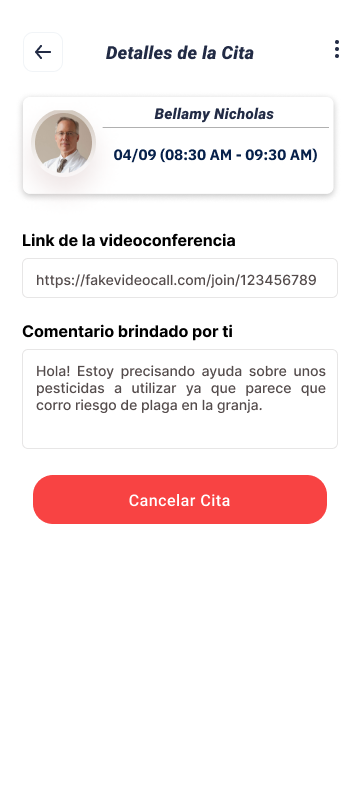 Detalles de la Cita
Bellamy Nicholas
04/09 (08:30 AM - 09:30 AM)
Link de la videoconferencia
https://fakevideocall.com/join/123456789
Comentario brindado por ti
Hola! Estoy precisando ayuda sobre unos
pesticidas a utilizar ya que parece que
corro riesgo de plaga en la granja.
Cancelar Cita